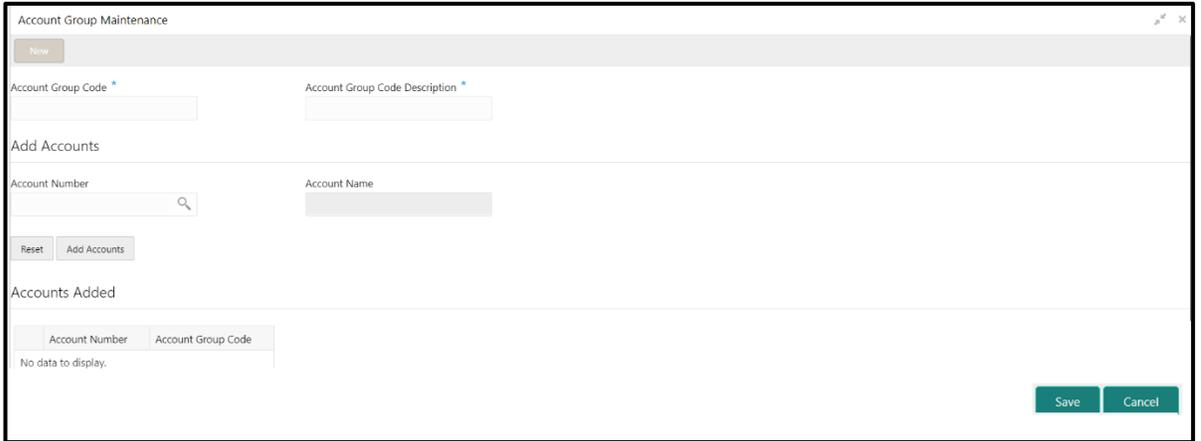 Account Group Maintenance
New
Account Group Code * Account Group Code Description *
Add Accounts
Account Number Account Name
Reset Add Accounts
Accounts Added
Account Number Account Group Code
No data to display.
Save Cancel